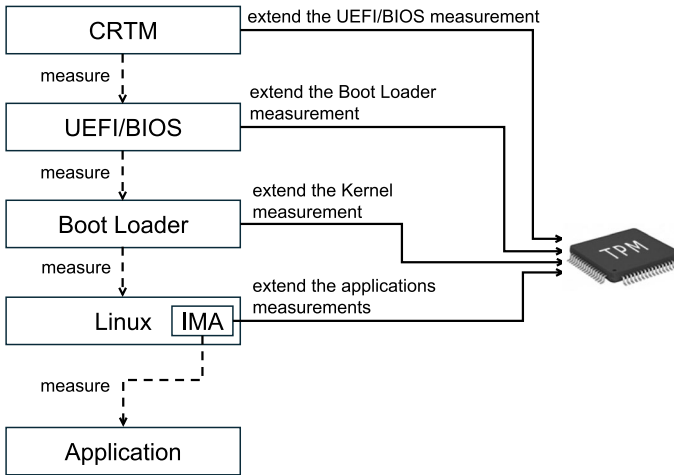 CRTM
extend the UEFI/BIOS measurement
measure
UEFI/BIOS
extend the Boot Loader
measurement
measure
Boot Loader
extend the Kernel
measurement
TPM
measure
Linux
IMA
extend the applications
measurements
measure
Application